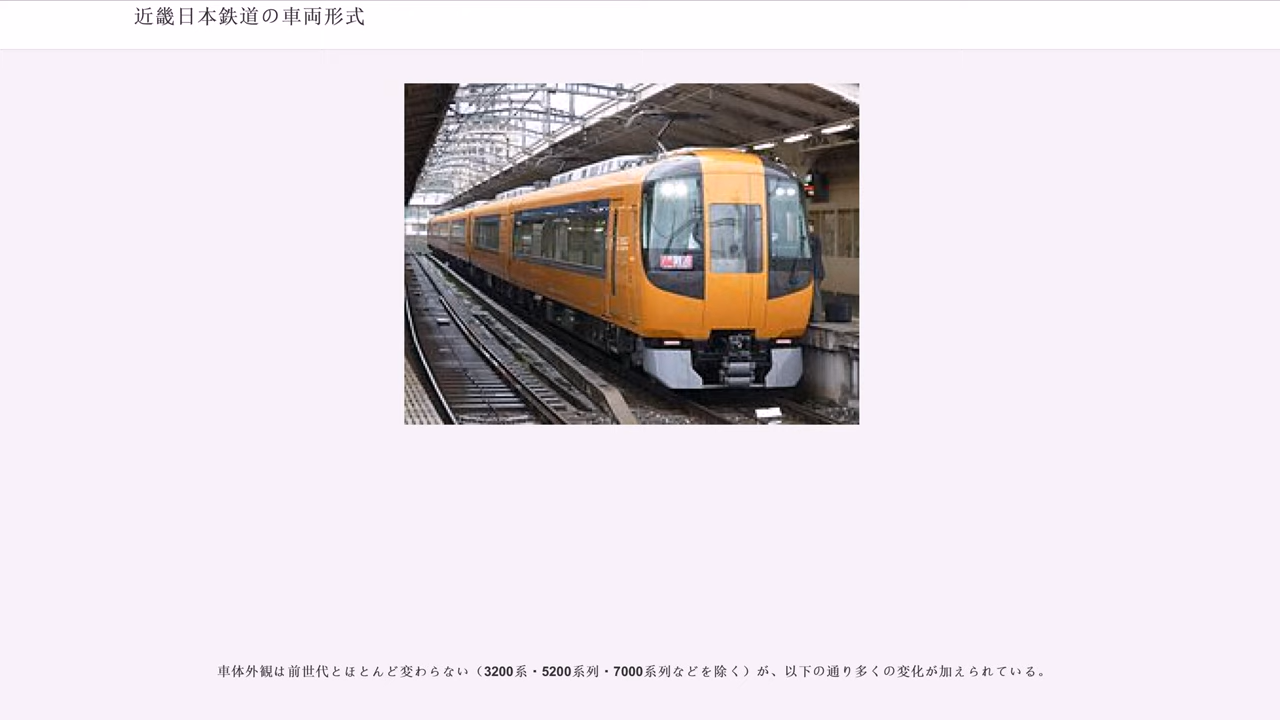 近畿日本鉄道の車両形式
車体外観は前世代とほとんど変わらない（3200系・5200系列・7000系列などを除く）が、以下の通り多くの変化が加えられている。